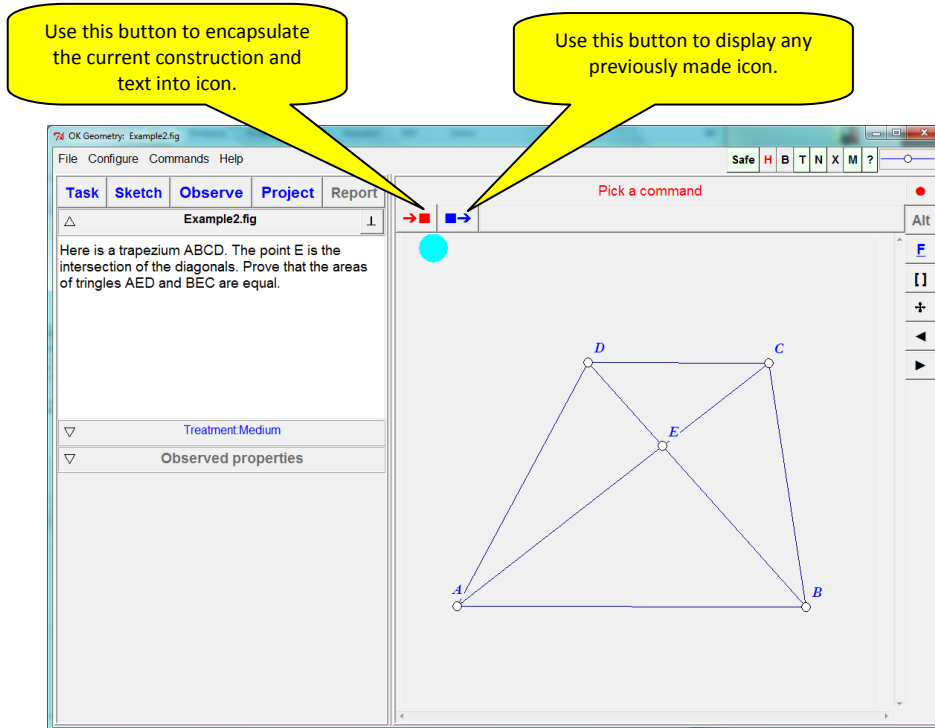 Use this button to encapsulate
the current construction and
text into icon.
Use this button to display any
previously made icon.
OK Geometry: Example2.fig
File Configure Commands Help
Safe H B T N X M ?
Task Sketch Observe Project Report
Pick a command
Example2.fig
Alt
Here is a trapezium ABCD. The point E is the
intersection of the diagonals. Prove that the areas
of tringles AED and BEC are equal.
F
[ ]
D C
E
Treatment:Medium
Observed properties
A B